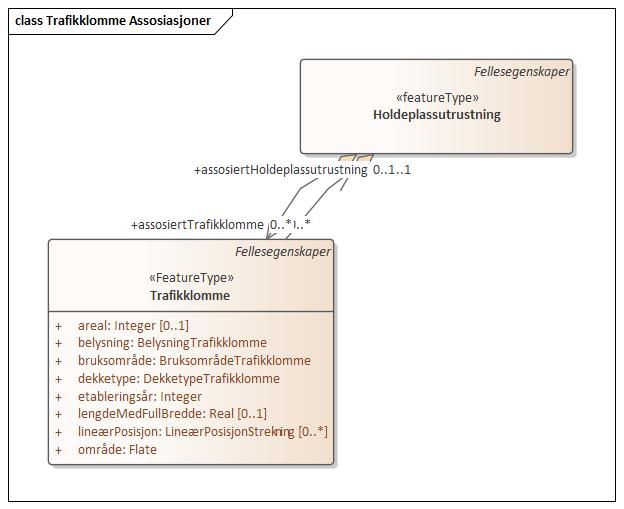 class Trafikklomme Assosiasjoner
Fellesegenskaper
«featureType»
Holdeplassutrustning
+assosiertHoldeplassutrustning 0..1..1
+assosiertTrafikklomme 0..*)..*
Fellesegenskaper
«FeatureType»
Trafikklomme
+ areal: Integer [0..1]
+ belysning: BelysningTrafikklomme
+ bruksområde: BruksområdeTrafikklomme
+ dekketype: DekketypeTrafikklomme
+ etableringsår: Integer
+ lengdeMedFullBredde: Real [0..1]
+ lineærPosisjon: LineærPosisjonStrekning [0..*]
+ område: Flate